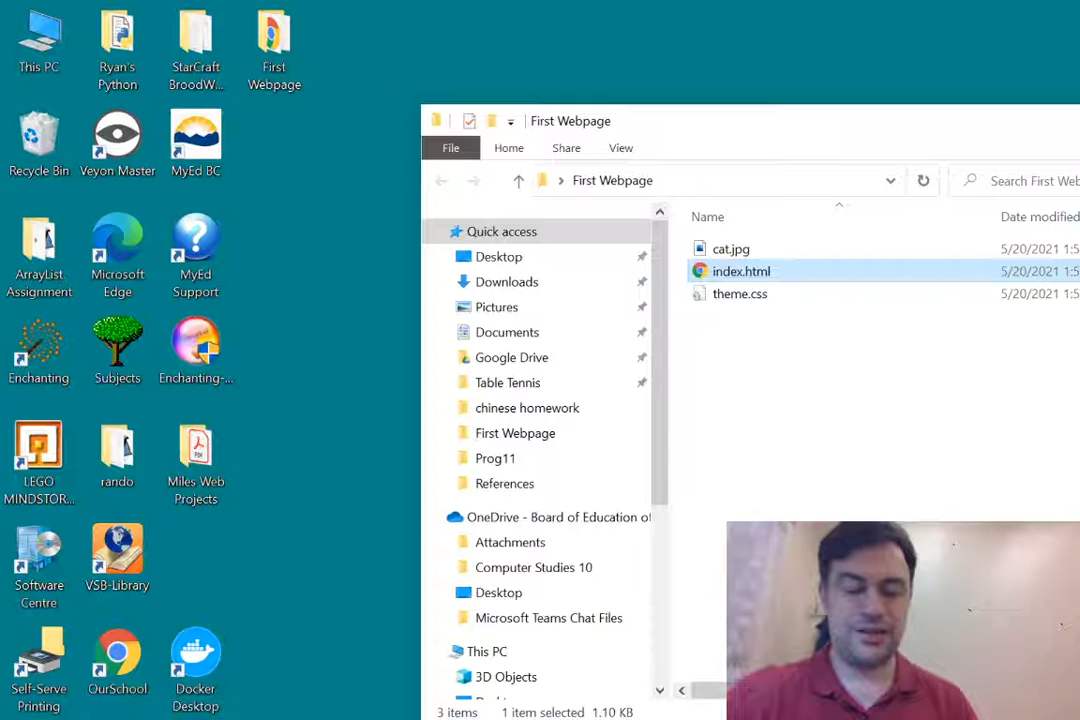 This PC
Ryan's
Python
StarCraft
BroodW...
First
Webpage
Recycle Bin
Veyon Master
MyEd BC
ArrayList
Assignment
Microsoft
Edge
MyEd
Support
Enchanting
Subjects
Enchanting-...
LEGO
MINDSTOR...
rando
Miles Web
Projects
Software
Centre
VSB-Library
Self-Serve
Printing
OurSchool
Docker
Desktop
First Webpage
File
Home
Share
View
First Webpage
Search First Web
Name
Date modified
cat.jpg
5/20/2021 1:5
index.html
5/20/2021 1:5
theme.css
5/20/2021 1:5
Quick access
Desktop
Downloads
Pictures
Documents
Google Drive
Table Tennis
chinese homework
First Webpage
Prog11
References
OneDrive - Board of Education of
Attachments
Computer Studies 10
Desktop
Microsoft Teams Chat Files
This PC
3D Objects
3 items
1 item selected 1.10 KB